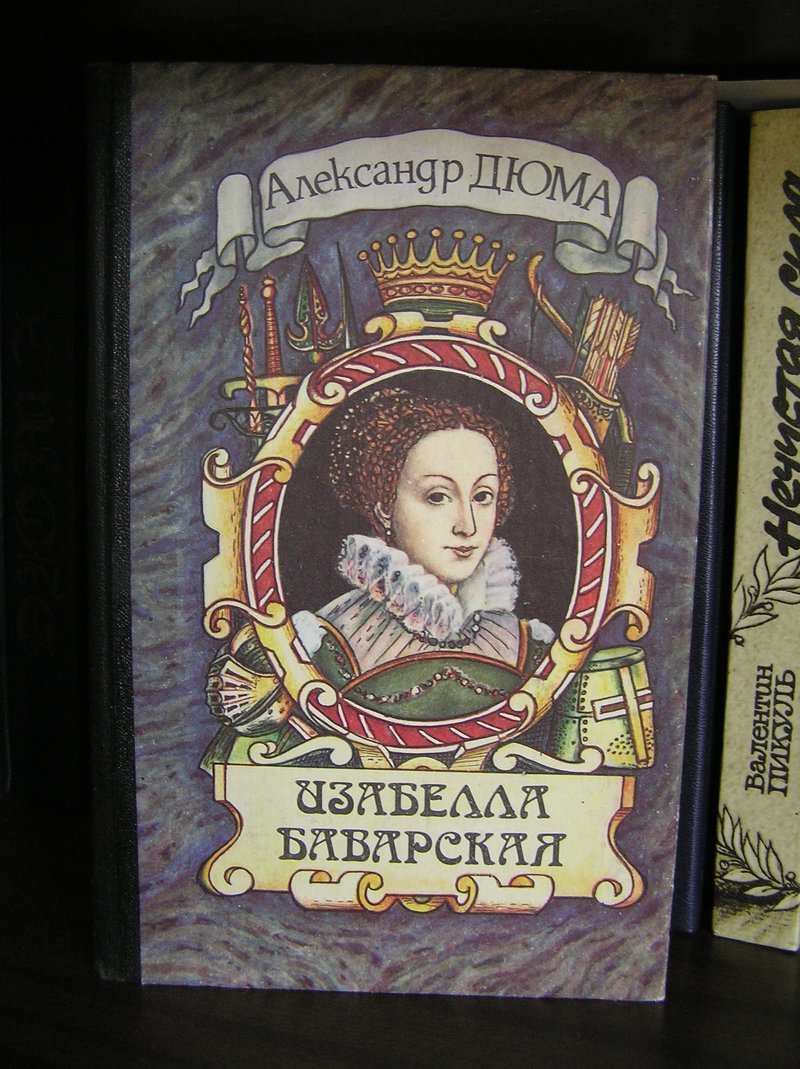 Александр ДЮМА
ИЗАБЕЛЛА
БАВАРСКАЯ
Нечистая сила
Валентин
ПИКУЛЬ